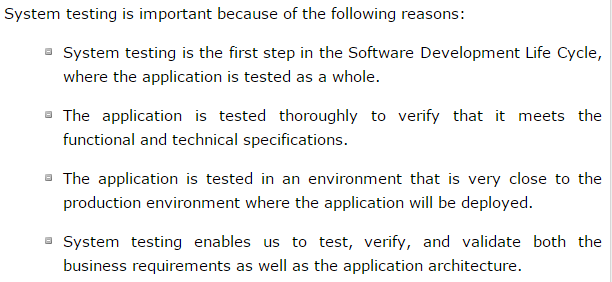 System testing is important because of the following reasons:
System testing is the first step in the Software Development Life Cycle,
where the application is tested as a whole.
The application is tested thoroughly to verify that it meets the
functional and technical specifications.
The application is tested in an environment that is very close to the
production environment where the application will be deployed.
System testing enables us to test, verify, and validate both the
business requirements as well as the application architecture.